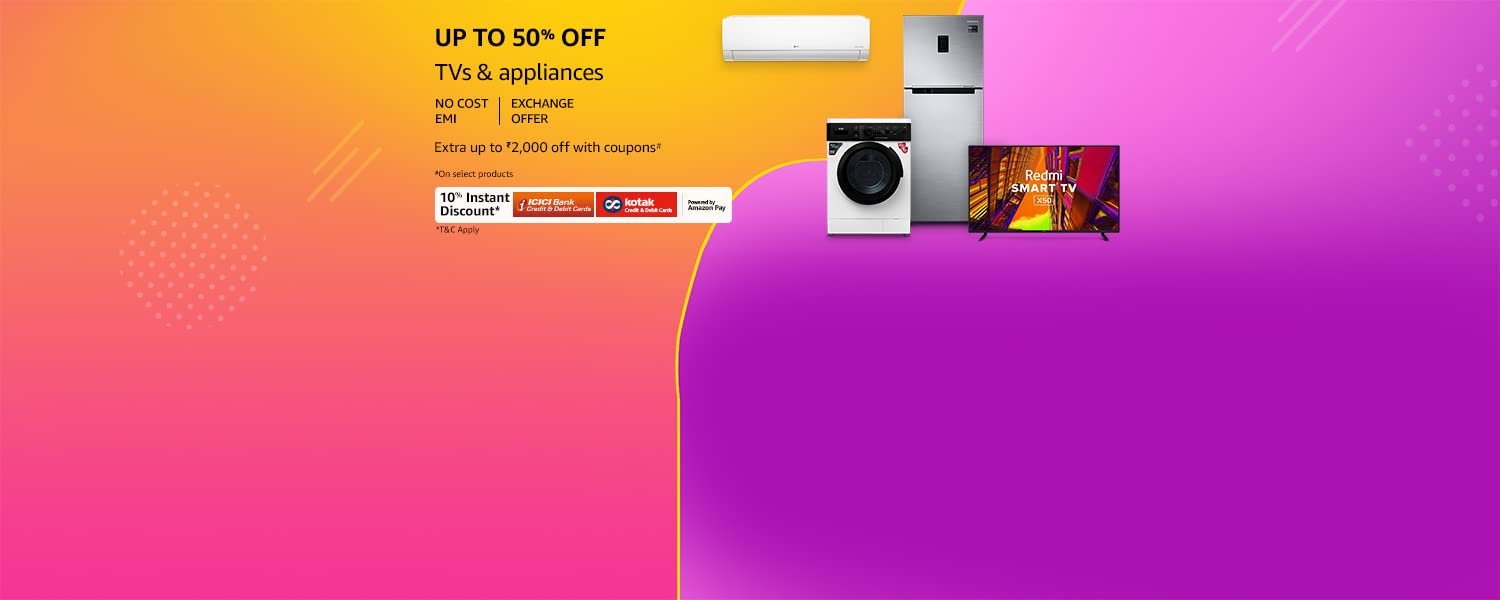 UP TO 50% OFF
TVs & appliances
NO COST EMI
EXCHANGE OFFER
Extra up to ₹2,000 off with coupons#
#On select products
10% Instant Discount*
ICICI Bank
Credit & Debit Cards
kotak
Credit & Debit Cards
Powered by
Amazon Pay
*T&C Apply
LG
Redmi
SMART TV
X50